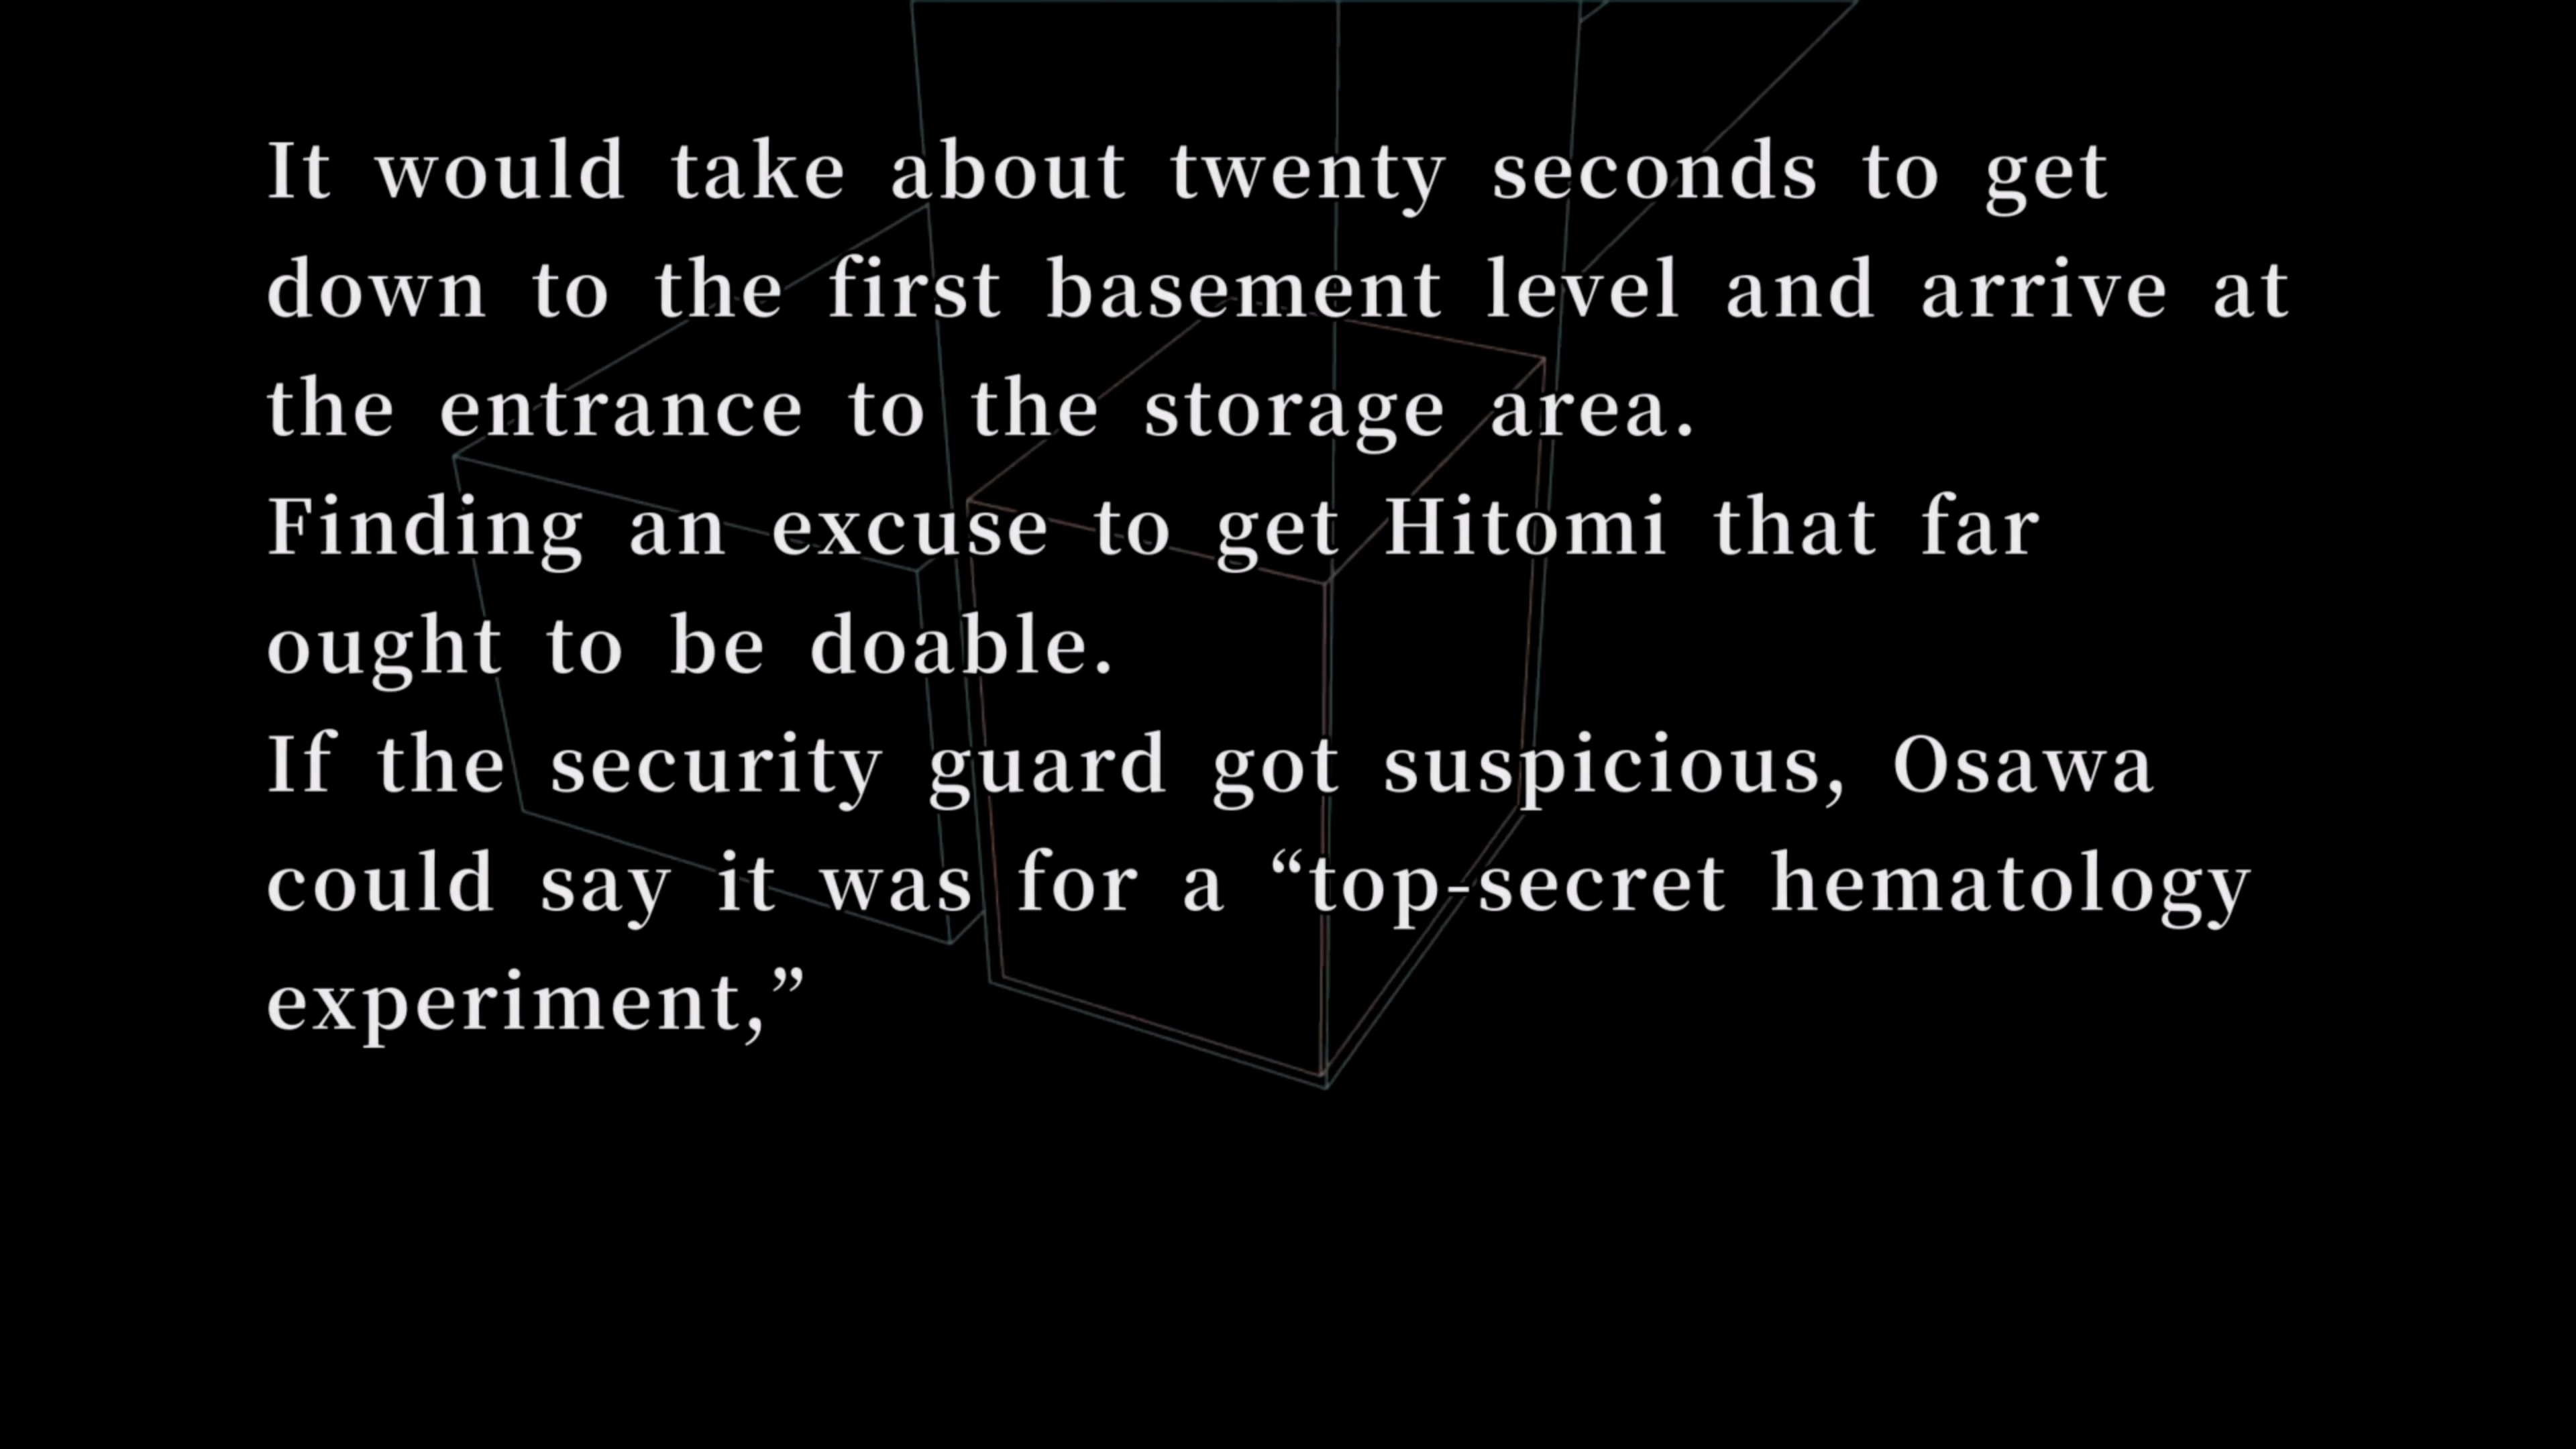 It would take about twenty seconds to get
down to the first basement level and arrive at
the entrance to the storage area.
Finding an excuse to get Hitomi that far
ought to be doable.
If the security guard got suspicious, Osawa
could say it was for a “top-secret hematology
experiment,”